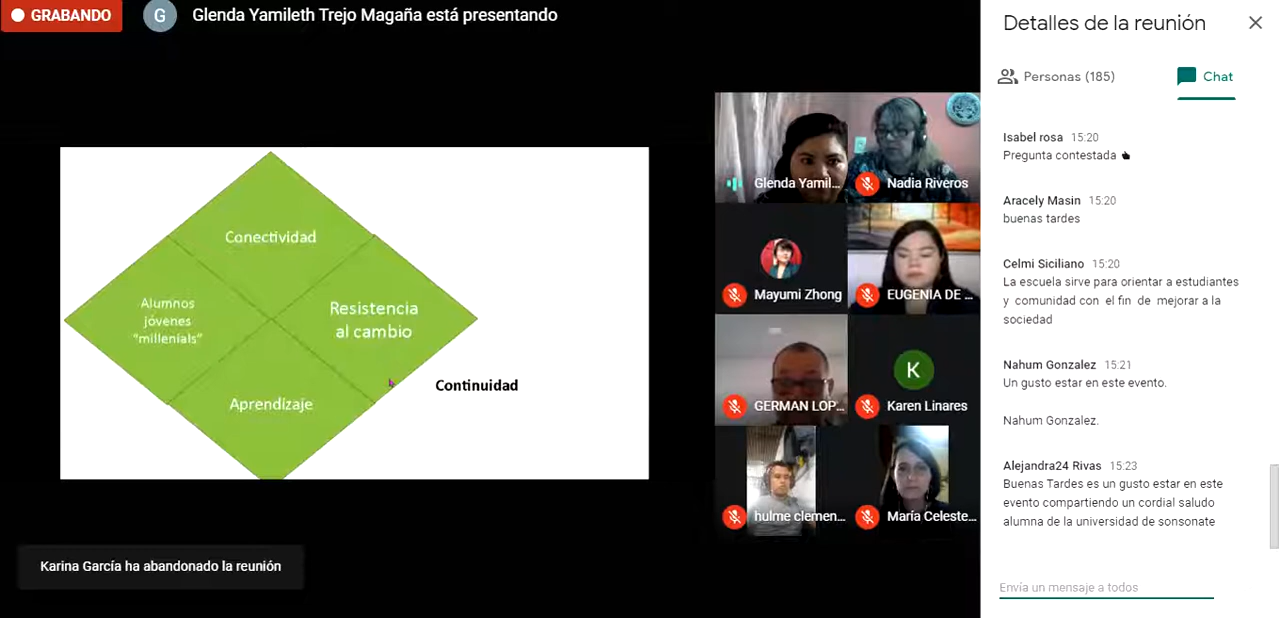 GRABANDO
G
Glenda Yamileth Trejo Magaña está presentando
Conectividad
Alumnos
jóvenes
"millenials"
Resistencia
al cambio
Aprendizaje
Continuidad
Glenda Yamil...
Nadia Riveros
Mayumi Zhong
EUGENIA DE ...
GERMAN LOP...
K
Karen Linares
hulme clemen...
María Celeste...
Karina García ha abandonado la reunión
Detalles de la reunión
Personas (185)
Chat
Isabel rosa 15:20
Pregunta contestada
Aracely Masin 15:20
buenas tardes
Celmi Siciliano 15:20
La escuela sirve para orientar a estudiantes
y comunidad con el fin de mejorar a la
sociedad
Nahum Gonzalez 15:21
Un gusto estar en este evento.
Nahum Gonzalez.
Alejandra24 Rivas 15:23
Buenas Tardes es un gusto estar en este
evento compartiendo un cordial saludo
alumna de la universidad de sonsonate
Envía un mensaje a todos